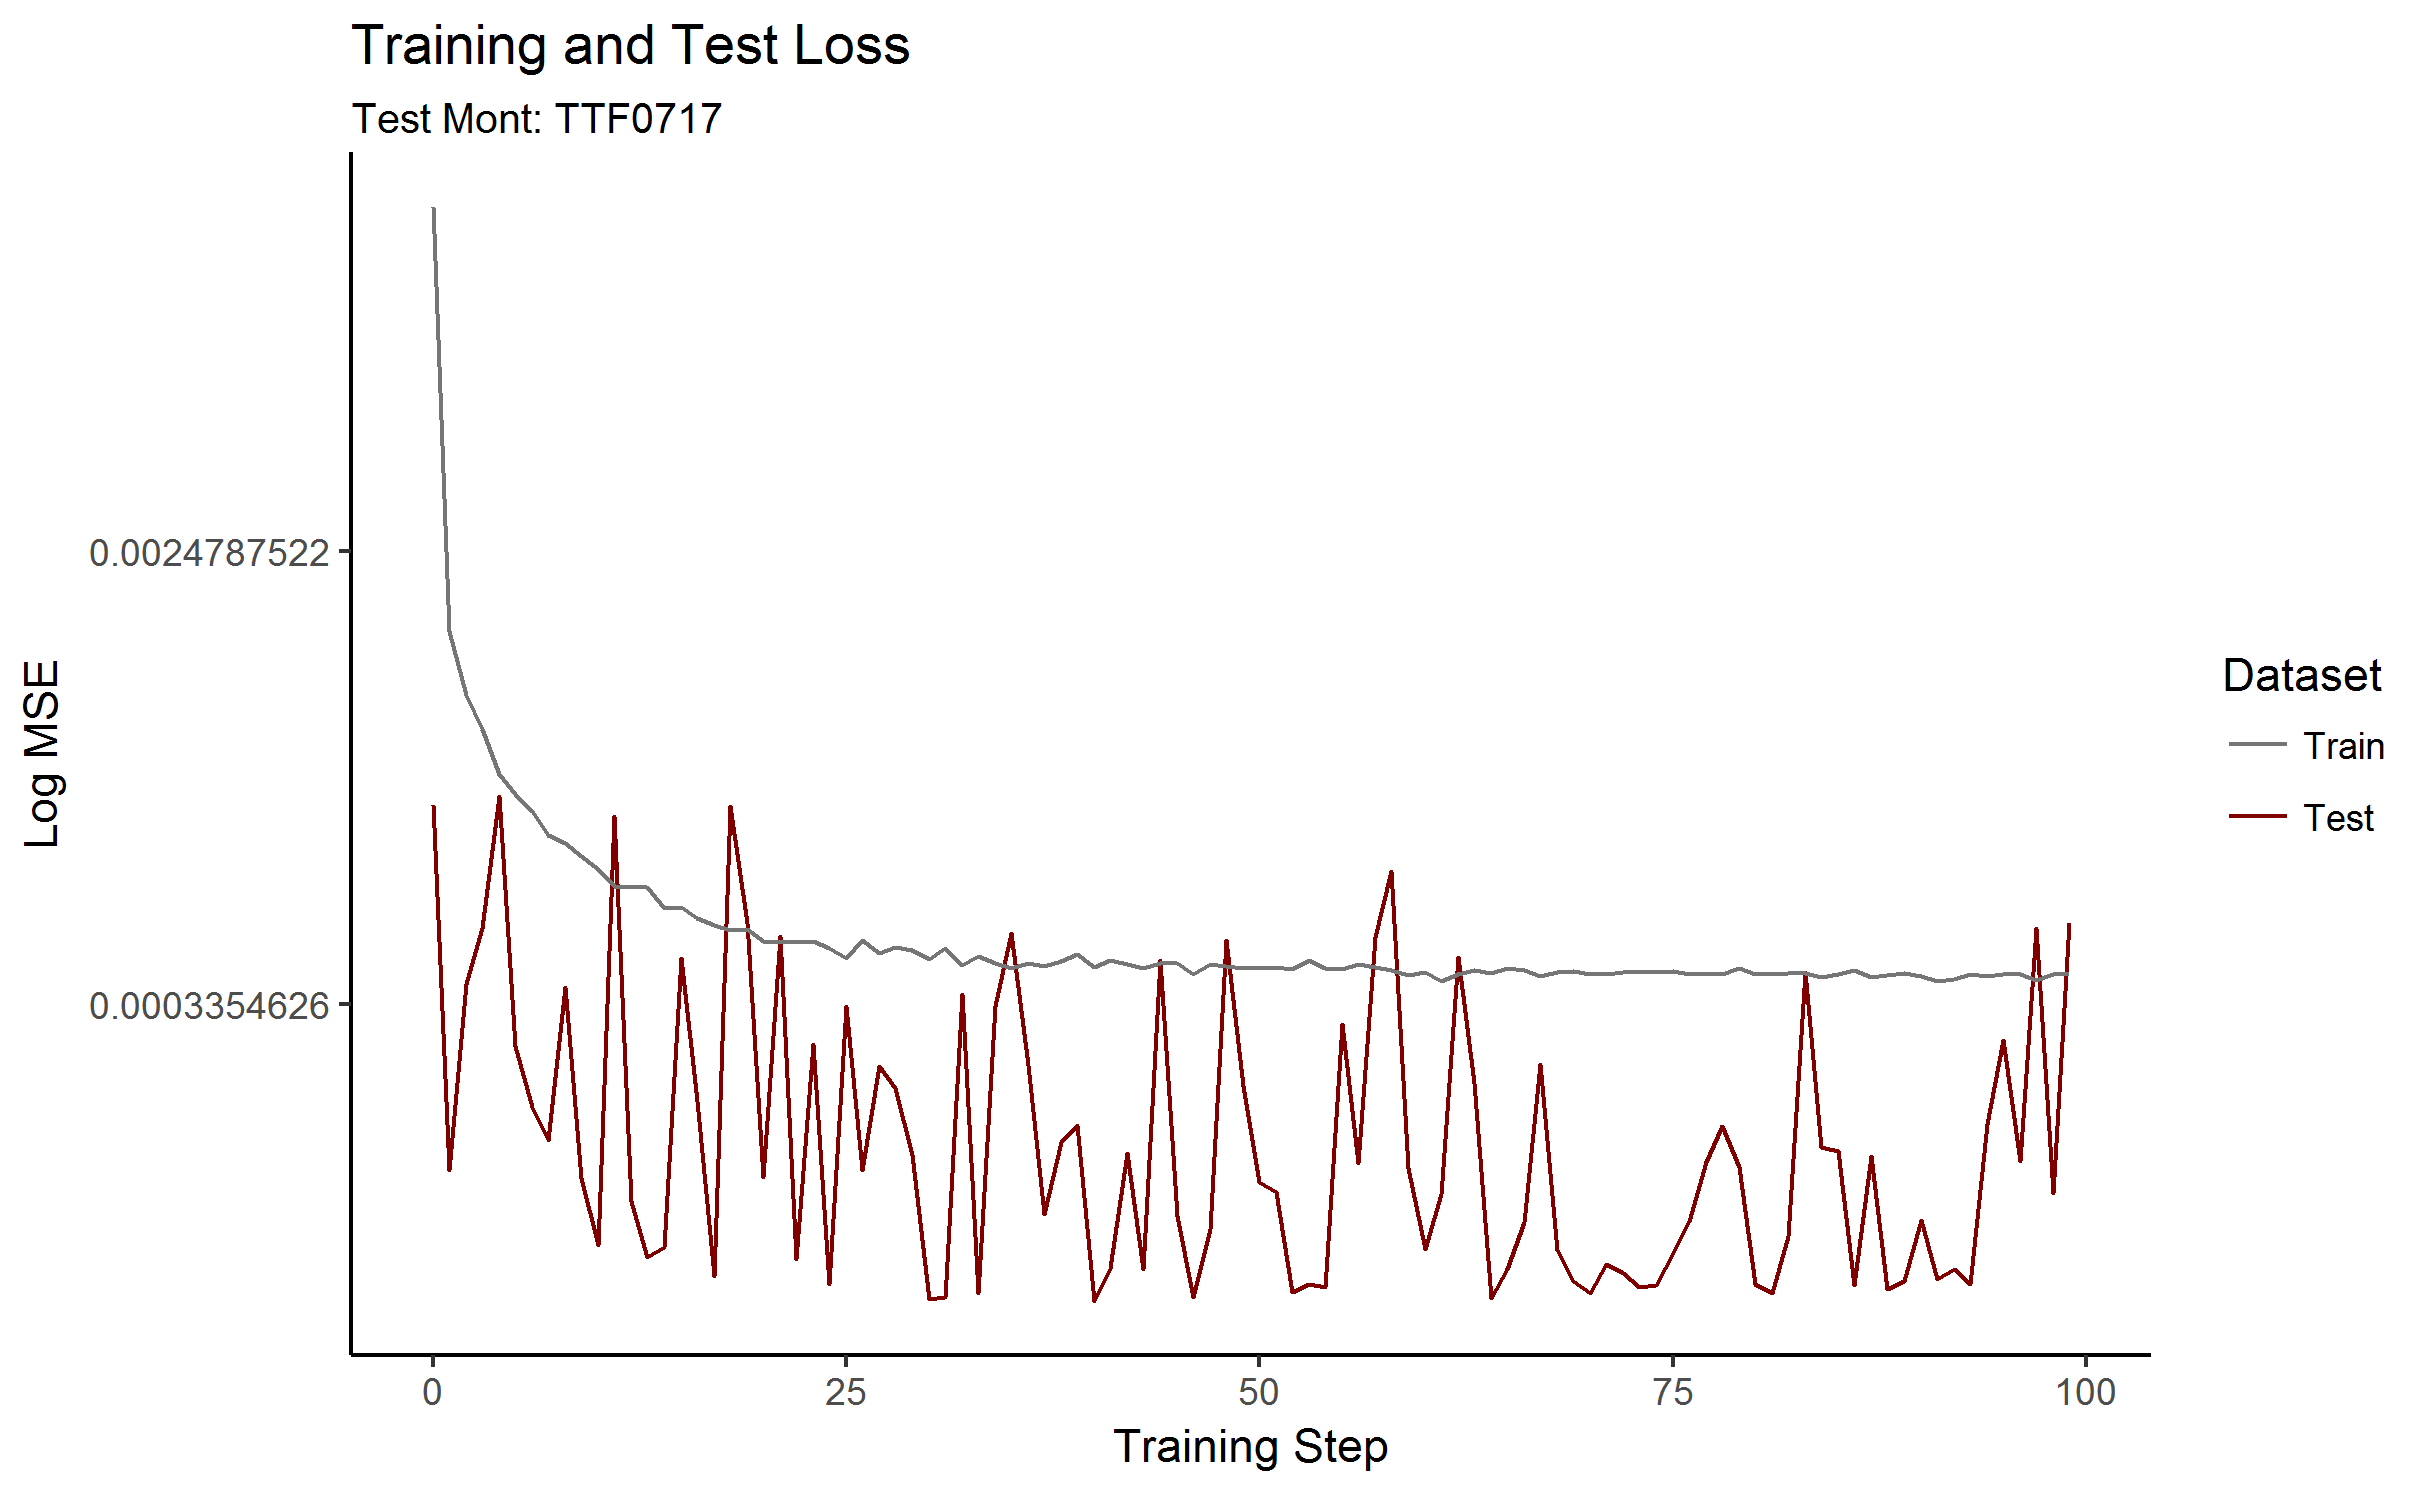 Training and Test Loss
Test Mont: TTF0717
Log MSE
0.0024787522
0.0003354626
0 25 50 75 100
Training Step
Dataset
Train
Test